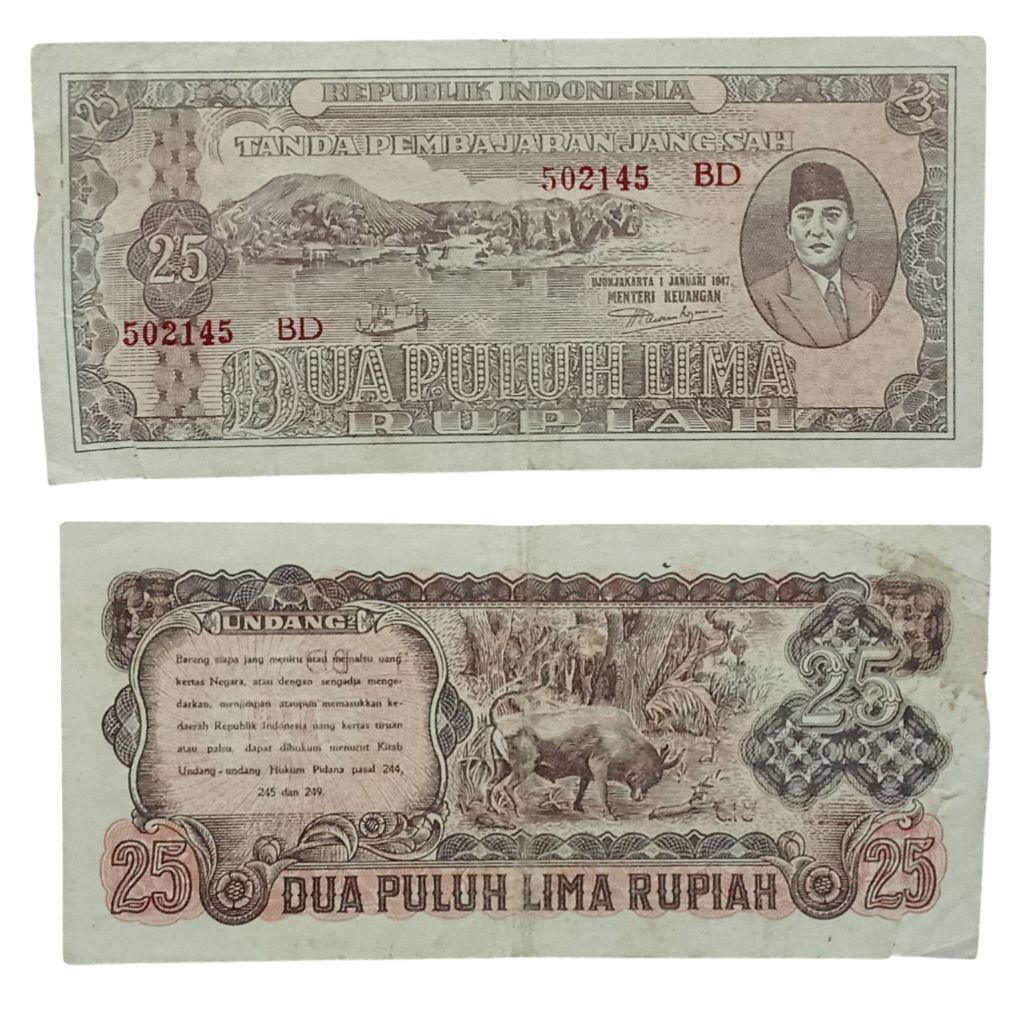 25
REPUBLIK INDONESIA
25
TANDA PEMBAJARAN JANG SAH
502145 BD
25
DJOKJAKARTA 1 JANUARI 1947.
MENTERI KEUANGAN
502145 BD
DUA PULUH LIMA
RUPIAH
UNDANG²
Barang siapa jang meniru atau memalsu uang
kertas Negara, atau dengan sengadja menge-
darkan, menjimpan ataupun memasukkan ke-
daerah Republik Indonesia uang kertas tiruan
atau palsu, dapat dihukum menurut Kitab
Undang-undang Hukum Pidana pasal 244,
245 dan 249.
25
25
DUA PULUH LIMA RUPIAH
25